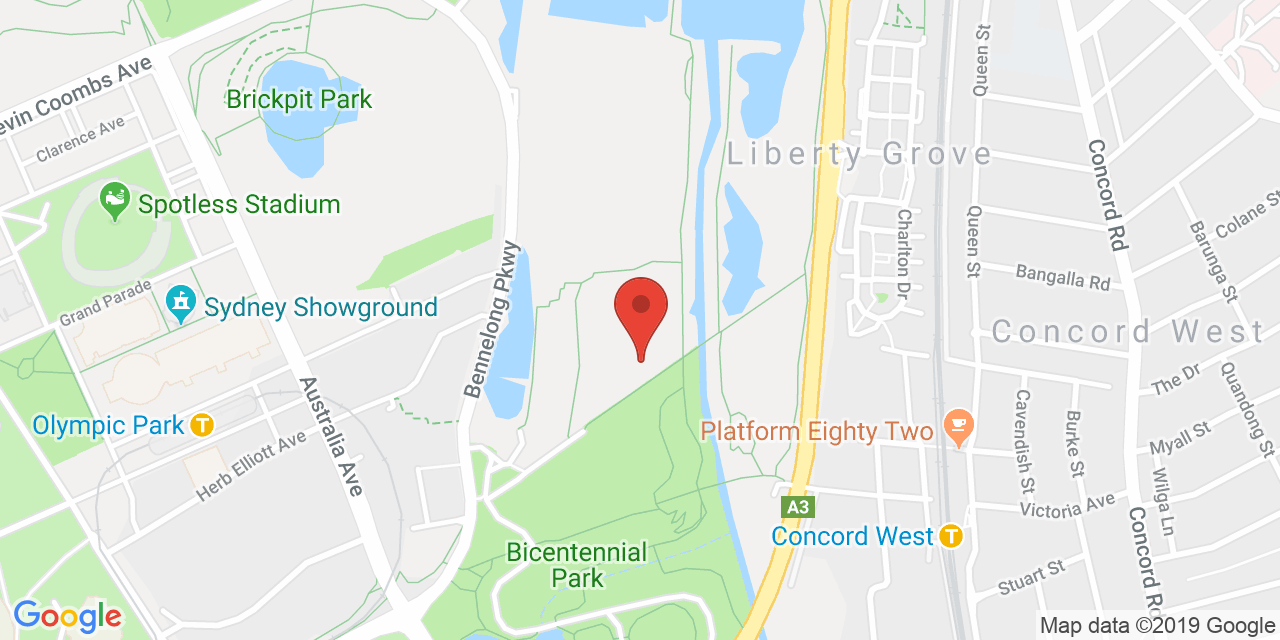 Kevin Coombs Ave
Clarence Ave
Brickpit Park
Queen St
Liberty Grove
Concord Rd
Spotless Stadium
Charlton Dr
Queen St
Barunga St
Colane St
Bennelong Pkwy
Grand Parade
Sydney Showground
Bangalla Rd
Concord West
The Dr
Quandong St
Australia Ave
Olympic Park
T
Herb Elliott Ave
Platform Eighty Two
Cavendish St
Burke St
Myall St
Wilga Ln
A3
Victoria Ave
Concord West
T
Concord Rd
Bicentennial
Park
Stuart St
Google
Map data ©2019 Google